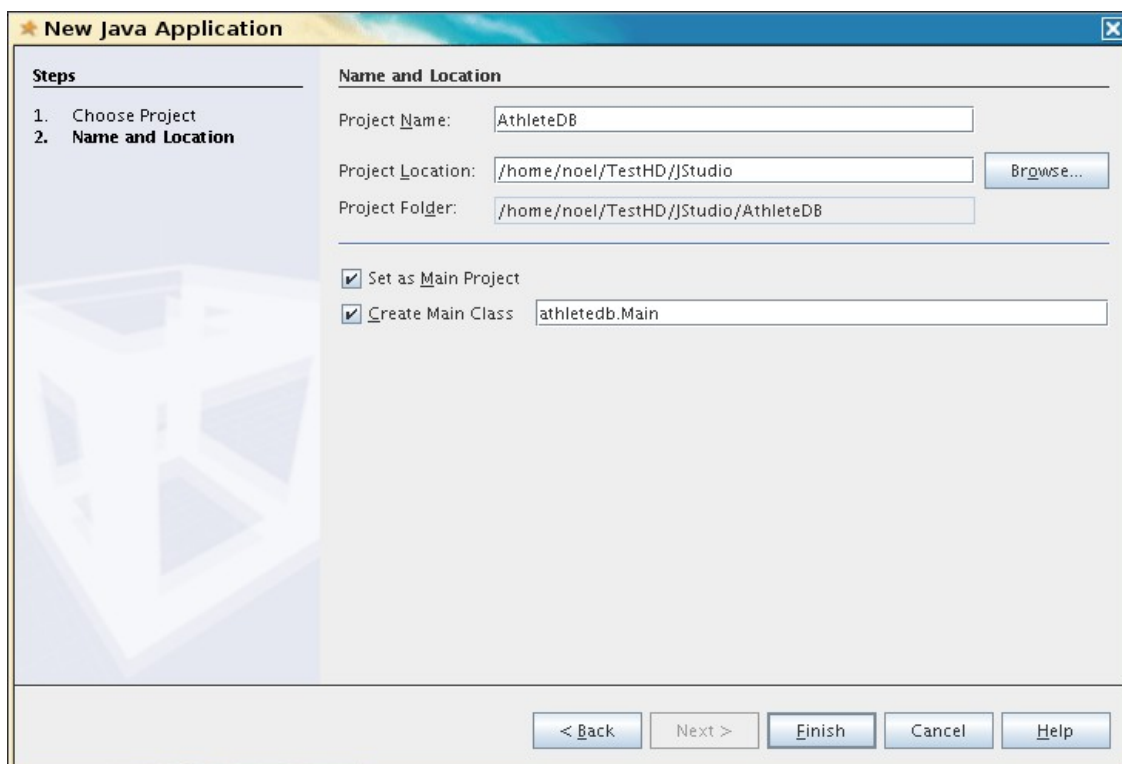 New Java Application
Steps
1. Choose Project
2. Name and Location
Name and Location
Project Name: AthleteDB
Project Location: /home/noel/TestHD/JStudio Browse...
Project Folder: /home/noel/TestHD/JStudio/AthleteDB
Set as Main Project
Create Main Class athletedb.Main
< Back Next > Finish Cancel Help